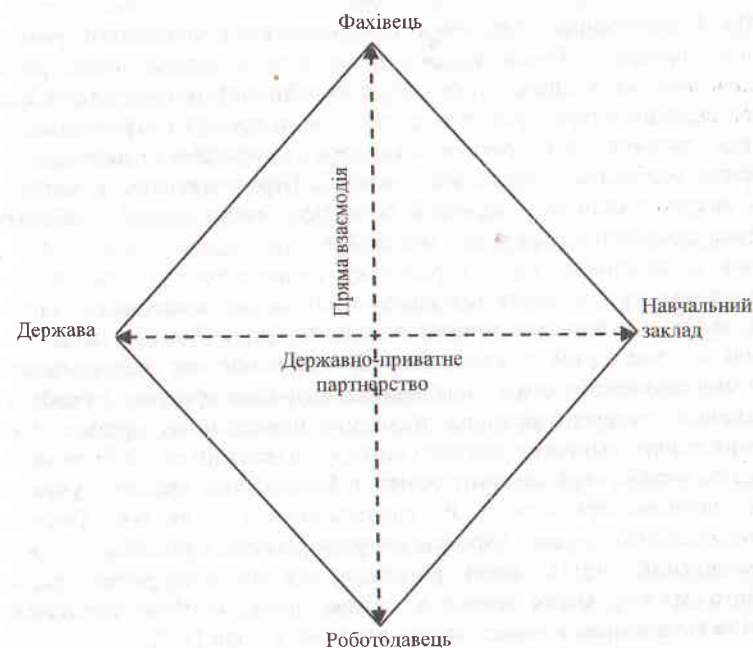 Фахівець
Пряма взаємодія
Держава
Навчальний
заклад
Державно-приватне
партнерство
Роботодавець